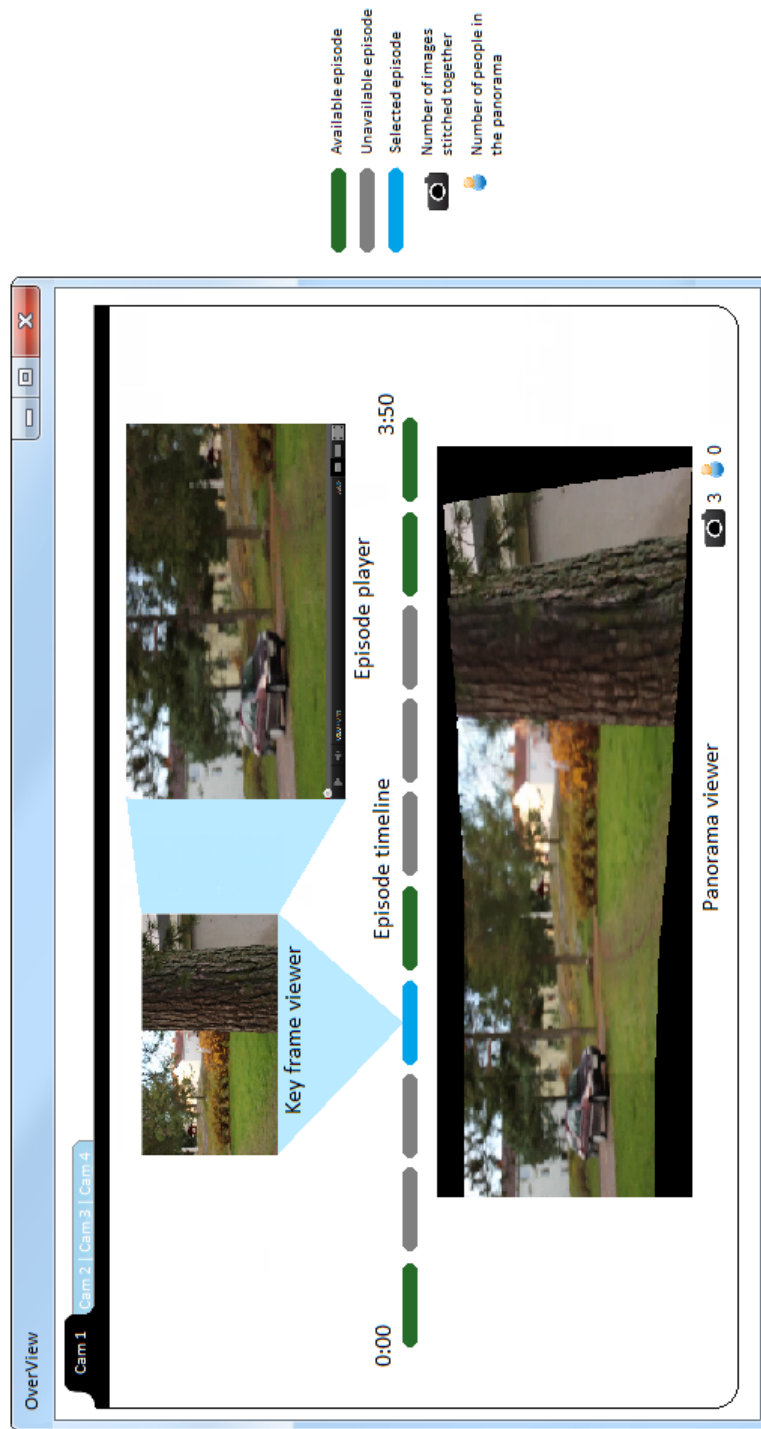 OverView
Cam 1
Cam 2 | Cam 3 | Cam 4
Key frame viewer
Episode player
Episode timeline
0:00
3:50
3
0
Panorama viewer
Available episode
Unavailable episode
Selected episode
Number of images
stitched together
Number of people in
the panorama